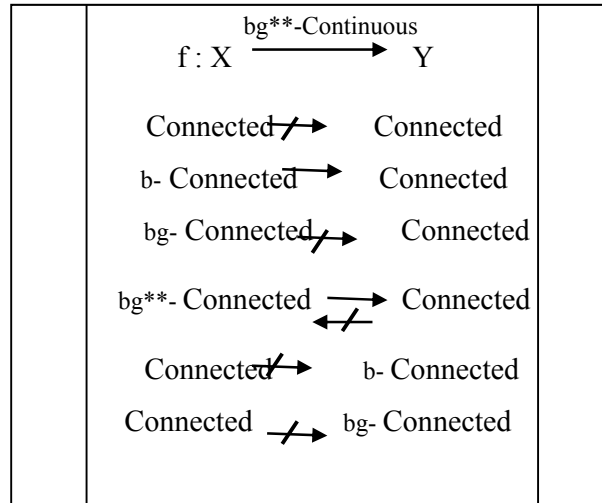 bg**-Continuous
f : X Y
Connected Connected
b- Connected Connected
bg- Connected Connected
bg**- Connected Connected
Connected b- Connected
Connected bg- Connected